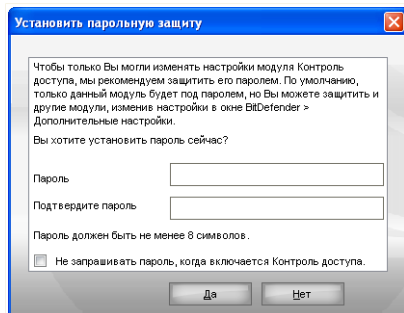 Установить парольную защиту
Чтобы только Вы могли изменять настройки модуля Контроль
доступа, мы рекомендуем защитить его паролем. По умолчанию,
только данный модуль будет под паролем, но Вы можете защитить и
другие модули, изменив настройки в окне BitDefender >
Дополнительные настройки.
Вы хотите установить пароль сейчас?
Пароль
Подтвердите пароль
Пароль должен быть не менее 8 символов.
Не запрашивать пароль, когда включается Контроль доступа.
Да Нет